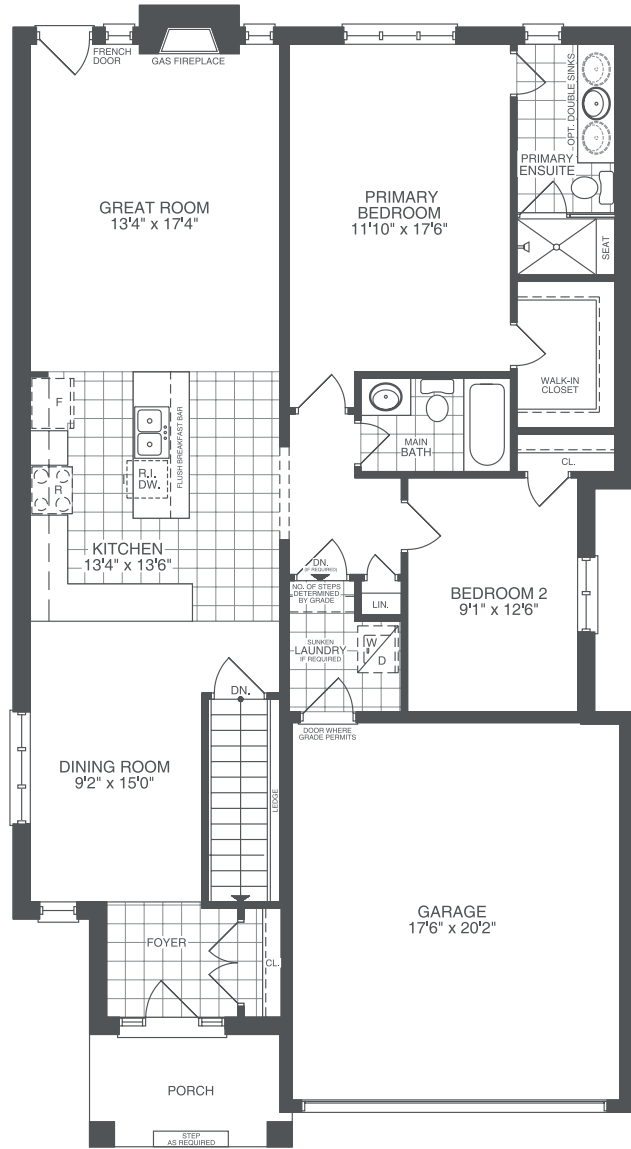 FRENCH
DOOR
GAS FIREPLACE
OPT. DOUBLE SINKS
PRIMARY
ENSUITE
GREAT ROOM
13'4" x 17'4"
PRIMARY
BEDROOM
11'10" x 17'6"
SEAT
WALK-IN
CLOSET
F
FLUSH BREAKFAST BAR
R.I.
DW.
R
MAIN
BATH
CL.
KITCHEN
13'4" x 13'6"
DN.
(IF REQUIRED)
NO. OF STEPS
DETERMINED
BY GRADE
LIN.
BEDROOM 2
9'1" x 12'6"
SUNKEN
LAUNDRY
IF REQUIRED
W
D
DN.
DOOR WHERE
GRADE PERMITS
DINING ROOM
9'2" x 15'0"
LEDGE
GARAGE
17'6" x 20'2"
FOYER
CL.
PORCH
STEP
AS REQUIRED